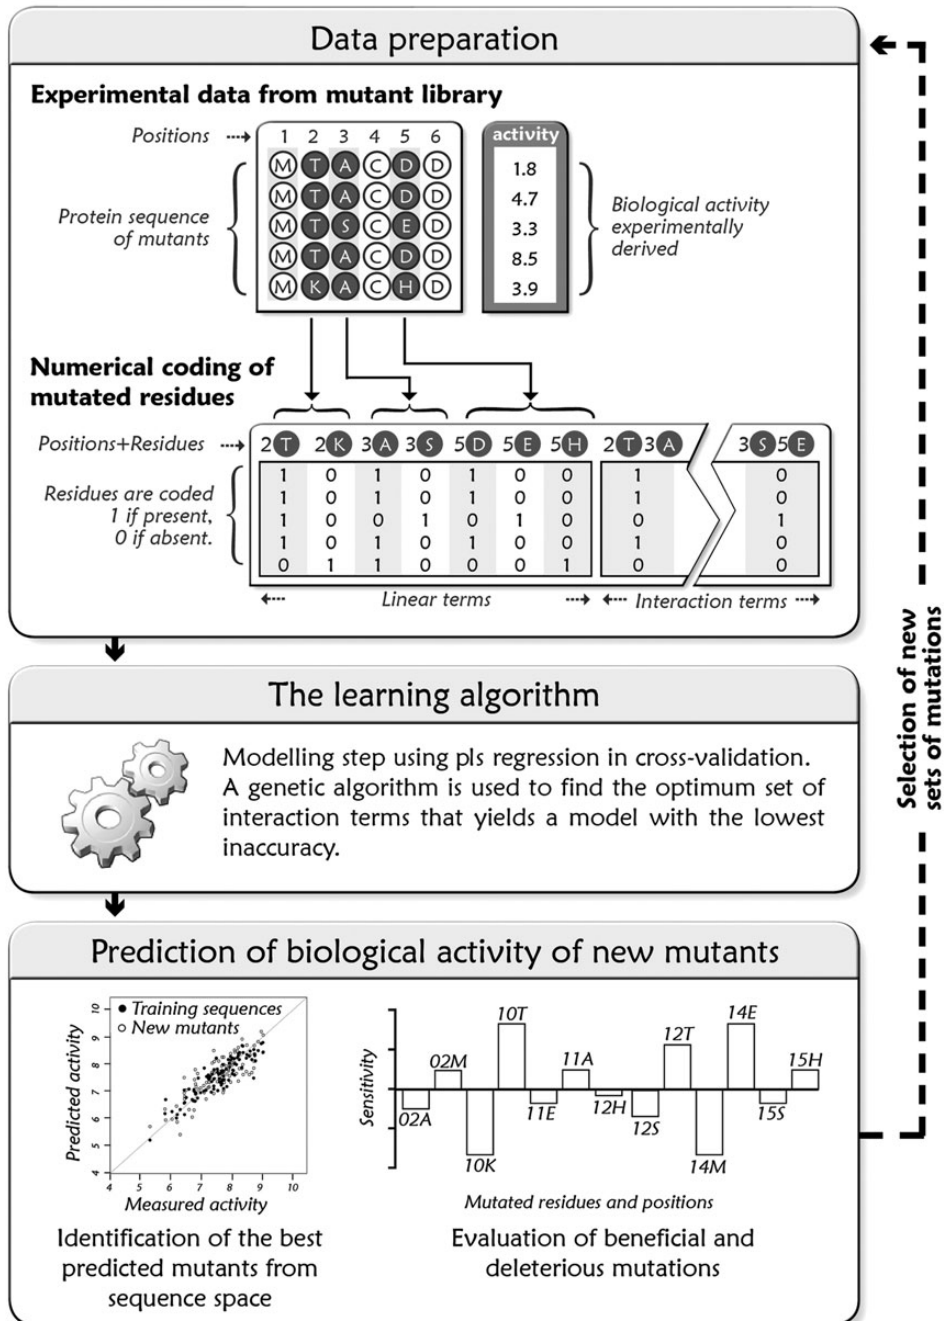 Data preparation
Experimental data from mutant library
Positions
1 2 3 4 5 6
activity
M T A C D D
1.8
M T A C D D
4.7
M T S C E D
3.3
M T A C D D
8.5
M K A C H D
3.9
Protein sequence
of mutants
Biological activity
experimentally
derived
Numerical coding of
mutated residues
Positions+Residues
2T 2K 3A 3S 5D 5E 5H 2T3A 3S5E
Residues are coded
1 if present,
0 if absent.
1 0 1 0 1 0 0 1 0
1 0 1 0 1 0 0 1 0
1 0 0 1 0 1 0 0 1
1 0 1 0 1 0 0 1 0
0 1 1 0 0 0 1 0 0
Linear terms
Interaction terms
The learning algorithm
Modelling step using pls regression in cross-validation.
A genetic algorithm is used to find the optimum set of
interaction terms that yields a model with the lowest
inaccuracy.
Prediction of biological activity of new mutants
Training sequences
New mutants
Predicted activity
10
9
8
7
6
5
4
4 5 6 7 8 9 10
Measured activity
Identification of the best
predicted mutants from
sequence space
Sensitivity
02A
02M
10K
10T
11E
11A
12H
12S
12T
14M
14E
15S
15H
Mutated residues and positions
Evaluation of beneficial and
deleterious mutations
Selection of new
sets of mutations